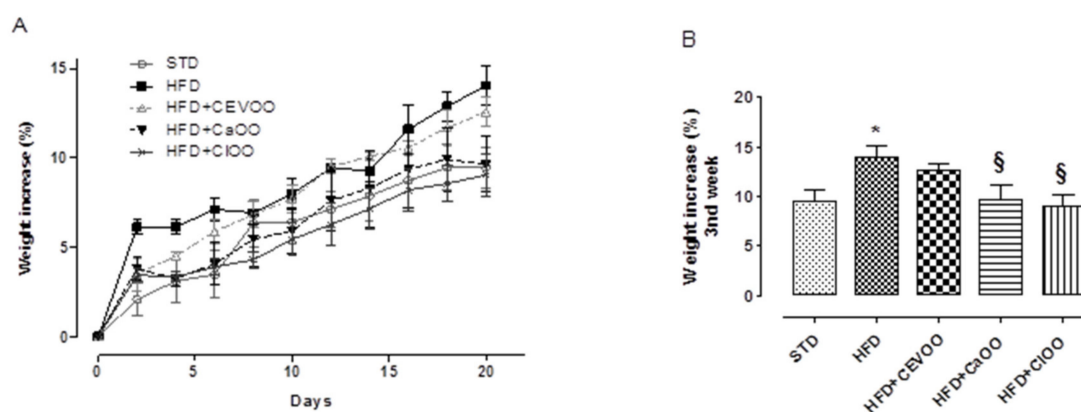 A
STD
HFD
HFD+CEVOO
HFD+CaOO
HFD+ClOO
Weight increase (%)
15
10
5
0
0 5 10 15 20
Days
B
Weight increase (%)
3nd week
20
15
10
5
0
*
§
§
STD
HFD
HFD+CEVOO
HFD+CaOO
HFD+ClOO